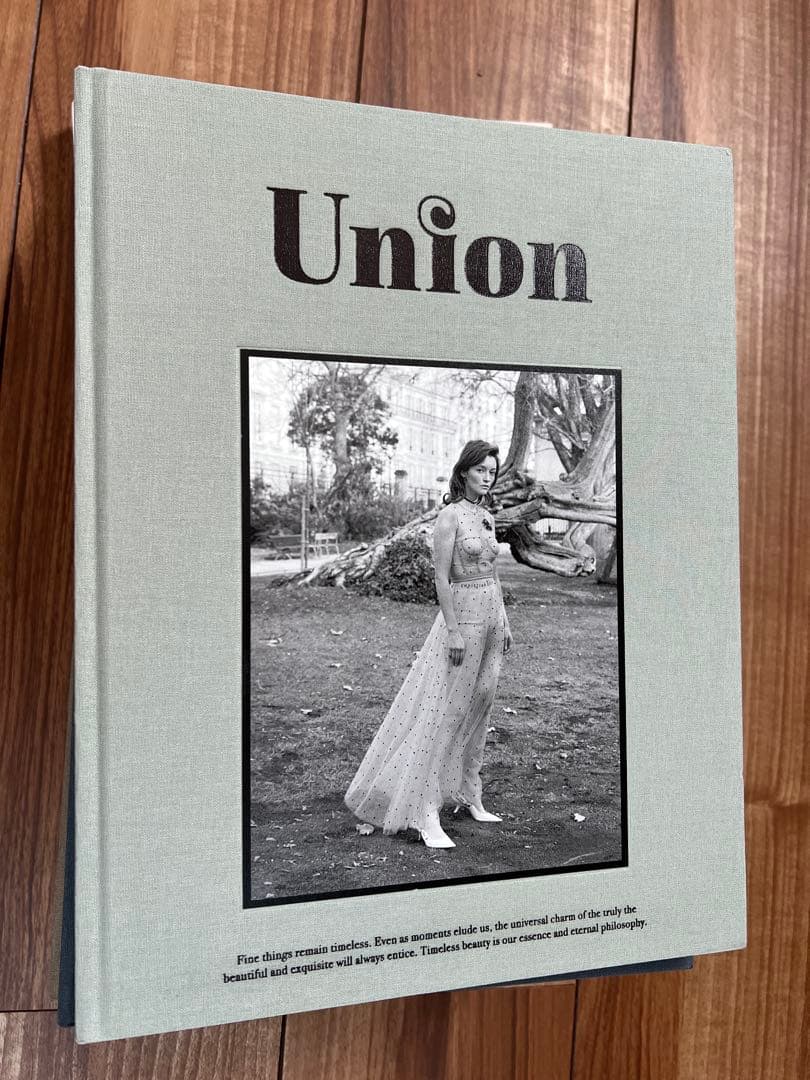 Union
Fine things remain timeless. Even as moments elude us, the universal charm of the truly the
beautiful and exquisite will always entice. Timeless beauty is our essence and eternal philosophy.